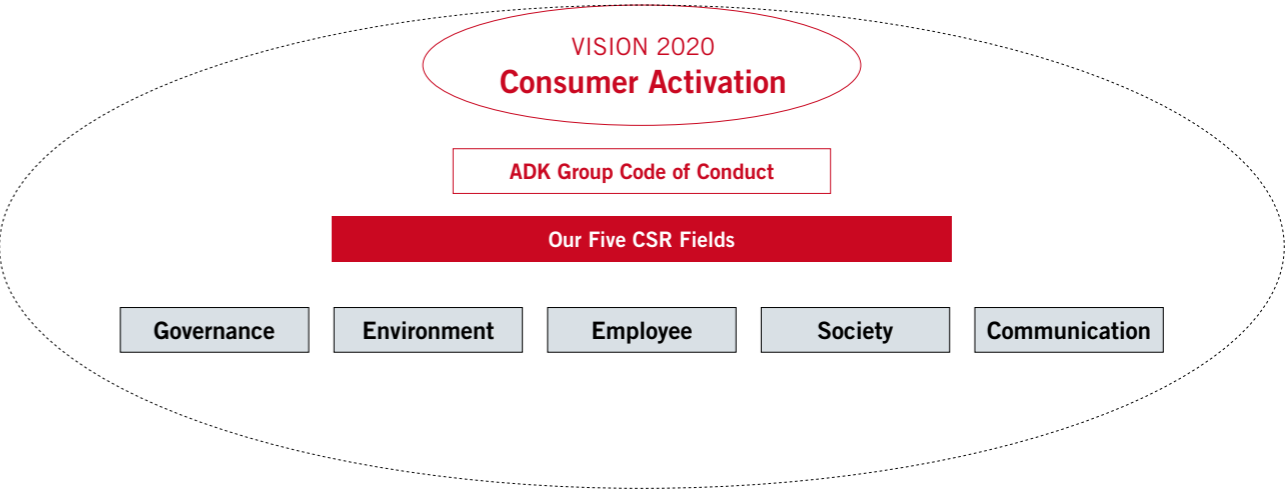 VISION 2020
Consumer Activation
ADK Group Code of Conduct
Our Five CSR Fields
Governance
Environment
Employee
Society
Communication